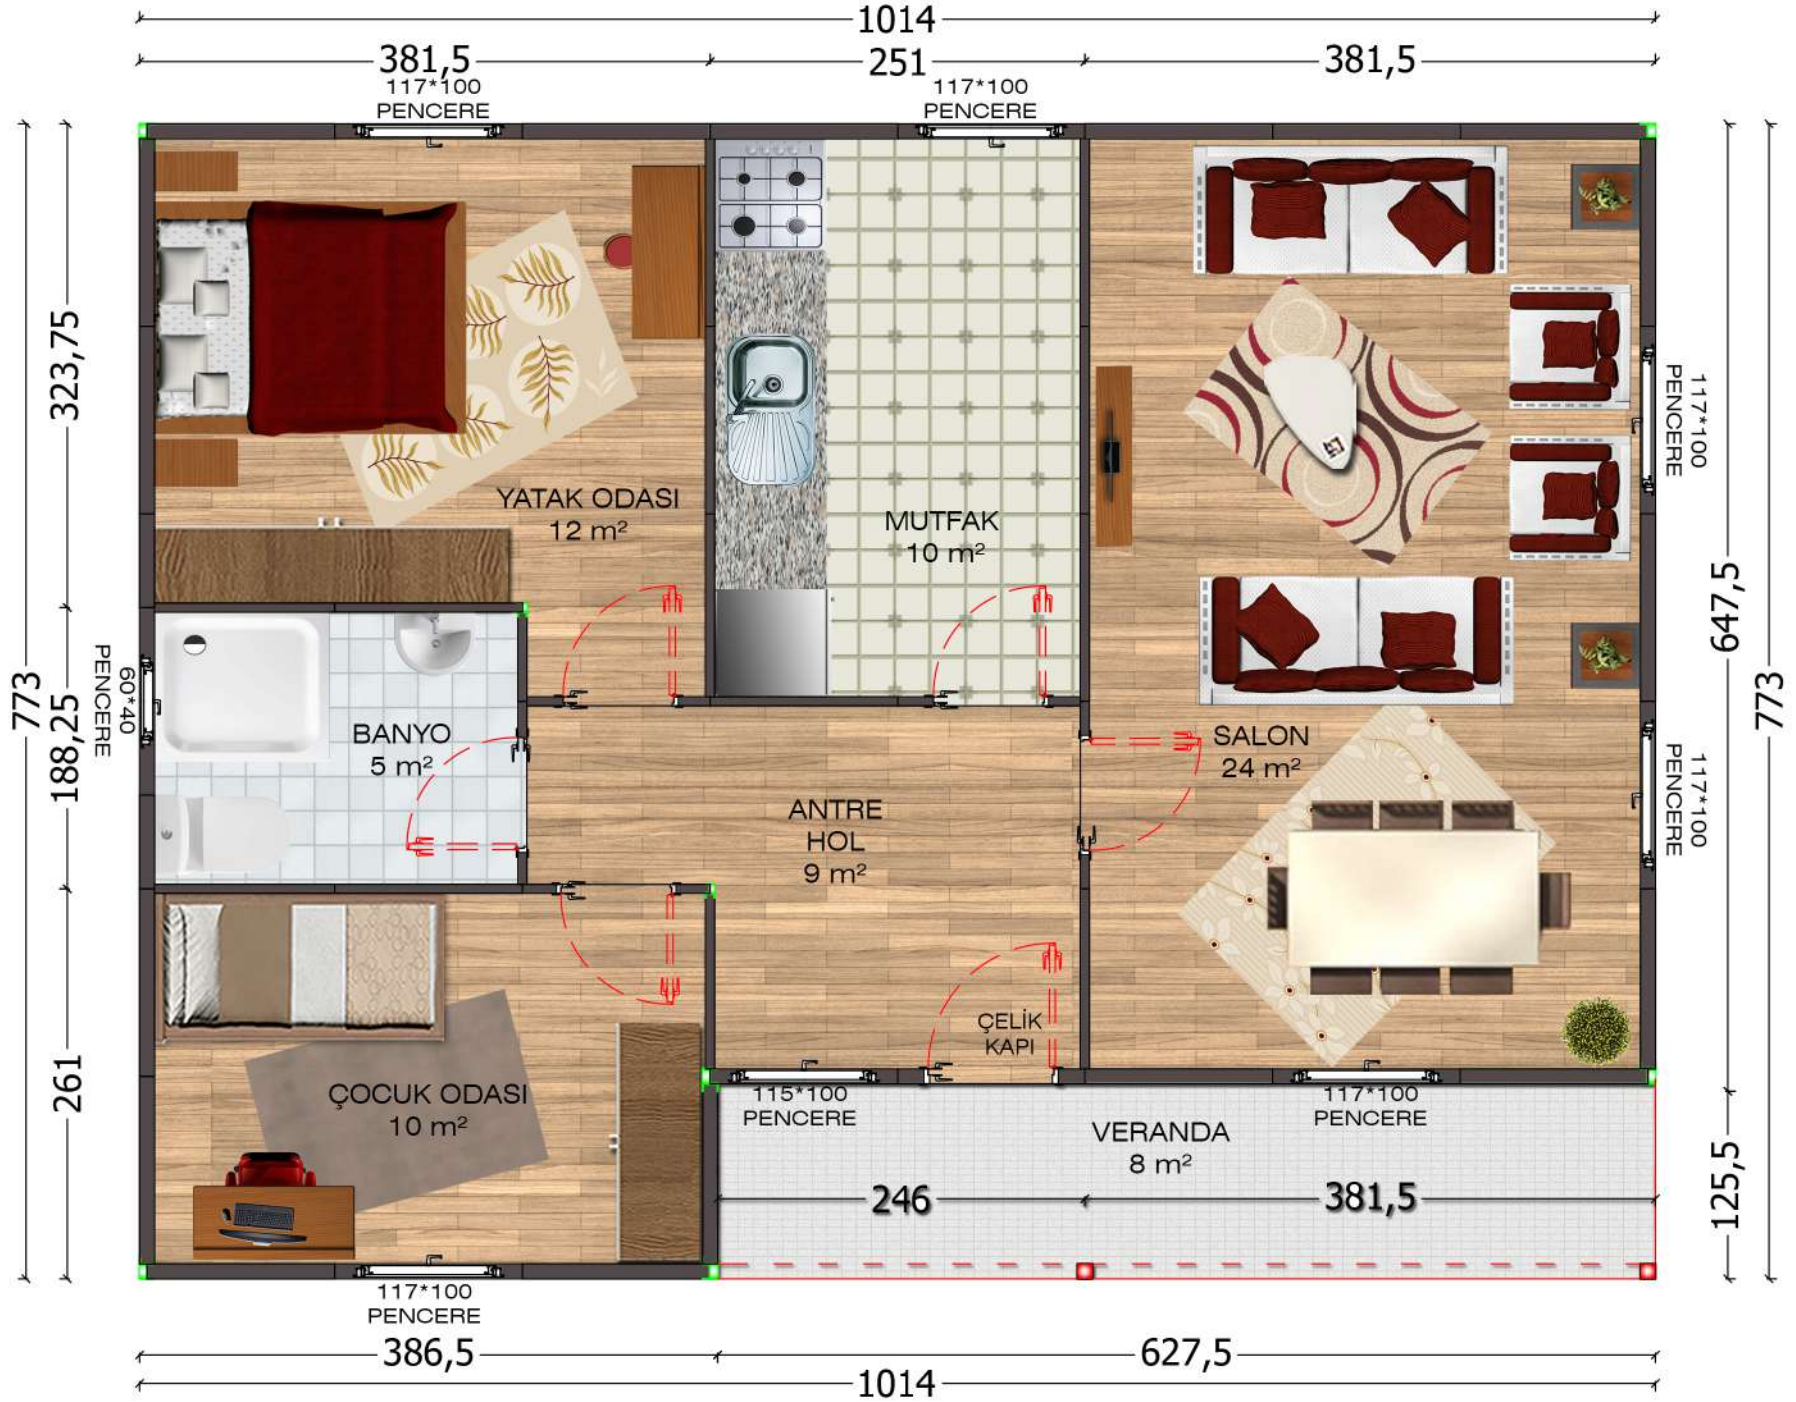 1014
381,5
251
381,5
117*100
PENCERE
117*100
PENCERE
773
323,75
188,25
261
60*40
PENCERE
YATAK ODASI
12 m²
MUTFAK
10 m²
117*100
PENCERE
647,5
773
125,5
BANYO
5 m²
SALON
24 m²
117*100
PENCERE
ANTRE
HOL
9 m²
ÇELİK
KAPI
ÇOCUK ODASI
10 m²
115*100
PENCERE
117*100
PENCERE
VERANDA
8 m²
246
381,5
117*100
PENCERE
386,5
627,5
1014